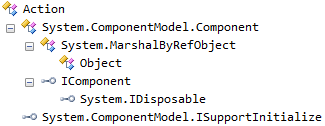 Action
System.ComponentModel.Component
System.MarshalByRefObject
Object
IComponent
System.IDisposable
System.ComponentModel.ISupportInitialize